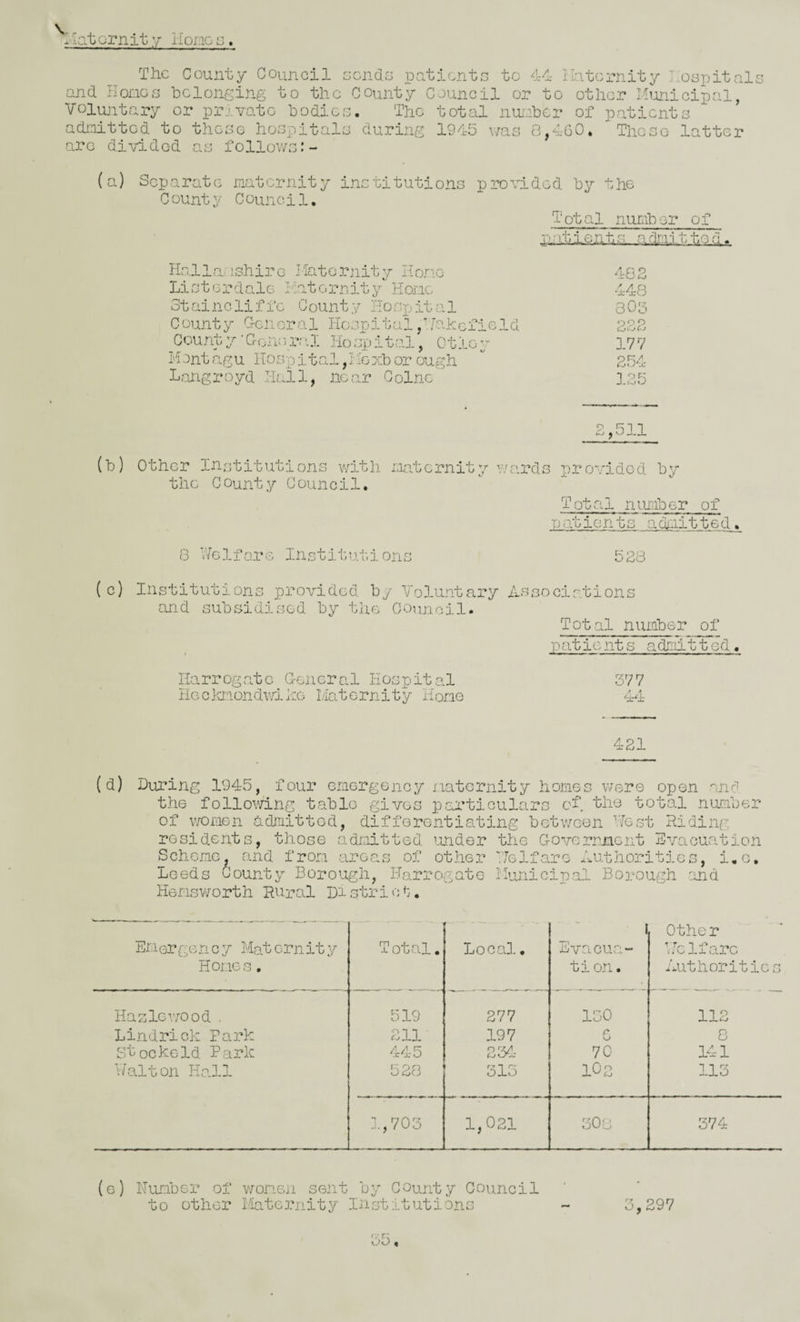 Maternity Homes.
The County Council sends patients to 44 Maternity Hospitals
and Homes belonging to the County Council or to other Municipal,
Voluntary or private bodies. The total number of patients
admitted to these hospitals during 1945 was 8,460. These latter
are divided as follows:-
(a) Separate maternity institutions provided by the
County Council.
Total number of
patients admitted.
Hallamshire Maternity Home 482
Listerdale Maternity Home 448
Staincliffe County Hospital 803
County General Hospital, Wakefield 222
County General Hospital, Otley 177
Montagu Hospital, Mexborough 254
Langroyd Hall, near Colne 125
2,511
(b) Other Institutions with maternity wards provided by
the County Council.
Total number of
patients admitted.
8 Welfare Institutions 528
(c) Institutions provided by Voluntary Associations
and subsidised by the Council.
Total number of
patients admitted.
Harrogate General Hospital 377
Heckmondwike Maternity Home 44
421
(d) During 1945, four emergency maternity homes were open and
the following table gives particulars of the total number
of women admitted, differentiating between West Riding
residents, those admitted under the Government Evacuation
Scheme, and from areas of other Welfare Authorities, i.e.
Leeds County Borough, Harrogate Municipal Borough and
Hemsworth Rural District.
Other
Emergency Maternity Total. Local. Evacua- Welfare
Homes. tion. Authorities
Hazlewood 519 277 130 112
Lindrick Park 211 197 6 8
Stockeld Park 445 234 70 141
Walton Hall 528 313 102 113
1,703 1,021 308 374
(e) Number of women sent by County Council
to other Maternity Institutions - 3,297
35.